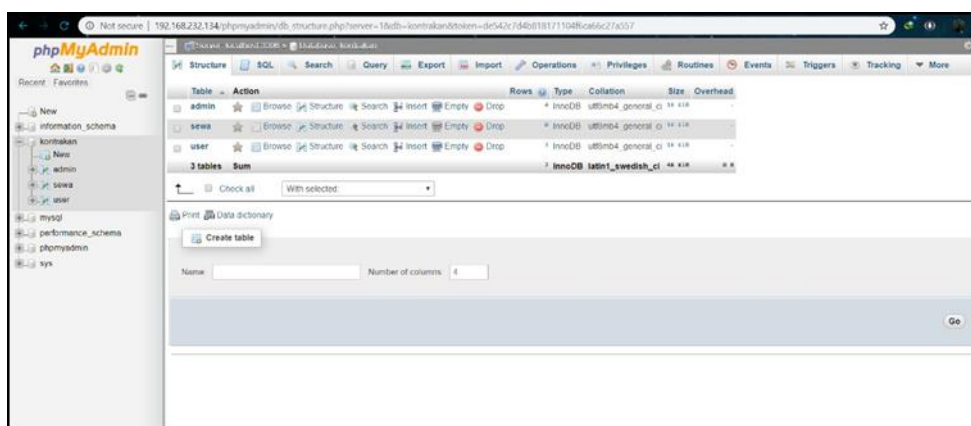 Not secure | 192.168.232.134/phpmyadmin/db_structure.php?server=1&db=kontrakan&token=
phpMyAdmin
Recent Favorites
New
information_schema
kontrakan
New
admin
sewa
user
mysql
performance_schema
phpmyadmin
sys
Structure SQL Search Query Export Import Operations Privileges Routines Events Triggers Tracking More
Table Action Rows Type Collation Size Overhead
admin Browse Structure Search Insert Empty Drop InnoDB utf8mb4_general_ci
sewa Browse Structure Search Insert Empty Drop InnoDB utf8mb4_general_ci
user Browse Structure Search Insert Empty Drop InnoDB utf8mb4_general_ci
3 tables Sum InnoDB latin1_swedish_ci
Check all With selected:
Print Data dictionary
Create table
Name: Number of columns: 4
Go